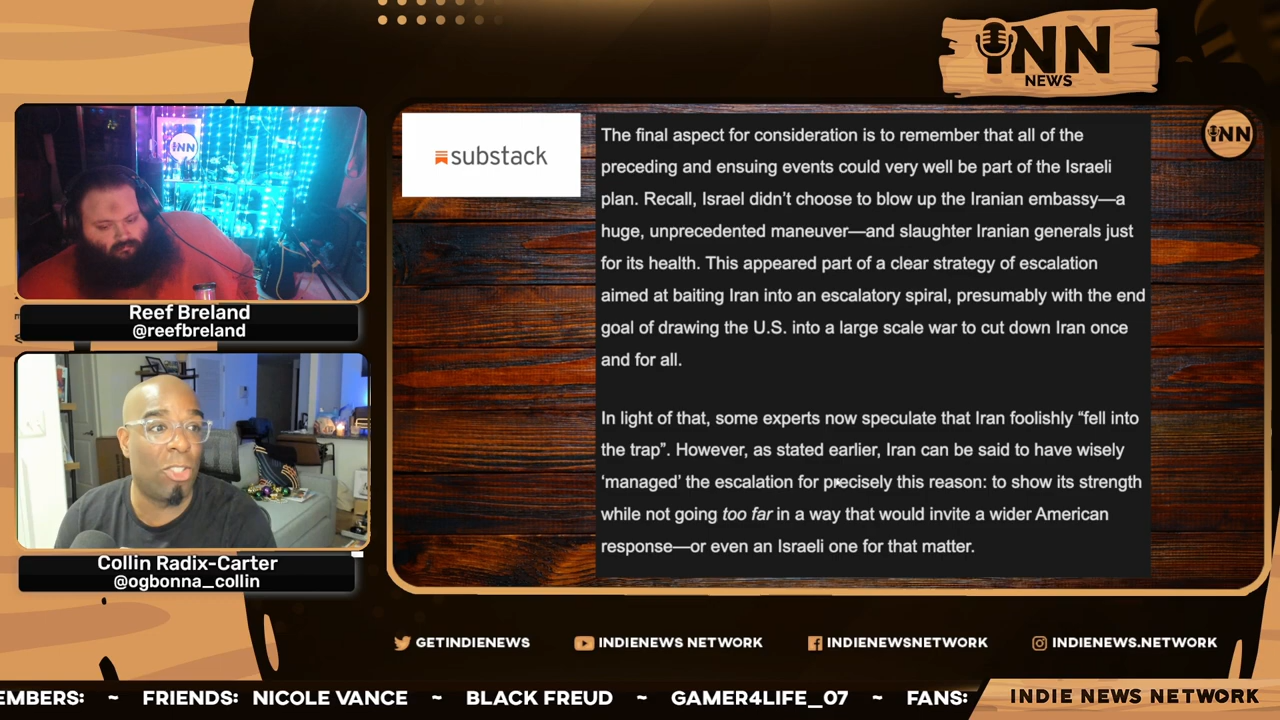 INN
NEWS
INN
substack
The final aspect for consideration is to remember that all of the
preceding and ensuing events could very well be part of the Israeli
plan. Recall, Israel didn’t choose to blow up the Iranian embassy—a
huge, unprecedented maneuver—and slaughter Iranian generals just
for its health. This appeared part of a clear strategy of escalation
aimed at baiting Iran into an escalatory spiral, presumably with the end
goal of drawing the U.S. into a large scale war to cut down Iran once
and for all.
In light of that, some experts now speculate that Iran foolishly “fell into
the trap”. However, as stated earlier, Iran can be said to have wisely
‘managed’ the escalation for precisely this reason: to show its strength
while not going too far in a way that would invite a wider American
response—or even an Israeli one for that matter.
INN
Reef Breland
@reefbreland
Collin Radix-Carter
@ogbonna_collin
GETINDIENEWS
INDIENEWS NETWORK
INDIENEWSNETWORK
INDIENEWS.NETWORK
EMBERS: ~ FRIENDS: NICOLE VANCE ~ BLACK FREUD ~ GAMER4LIFE_07 ~ FANS:
INDIE NEWS NETWORK